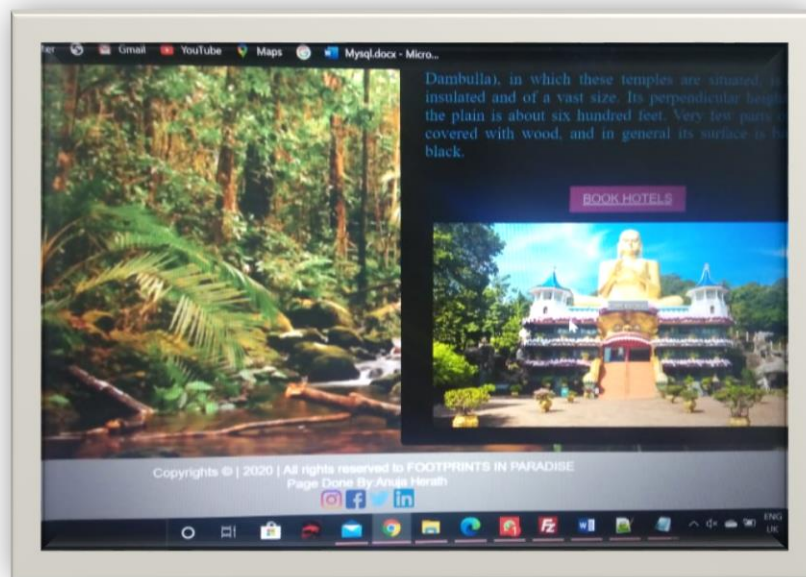 Gmail YouTube Maps Mysql.docx - Micro...
Dambulla), in which these temples are situated, is
insulated and of a vast size. Its perpendicular heigh
the plain is about six hundred feet. Very few parts
covered with wood, and in general its surface is ba
black.
BOOK HOTELS
Copyrights © | 2020 | All rights reserved to FOOTPRINTS IN PARADISE
Page Done By:Anuja Herath
ENG
UK